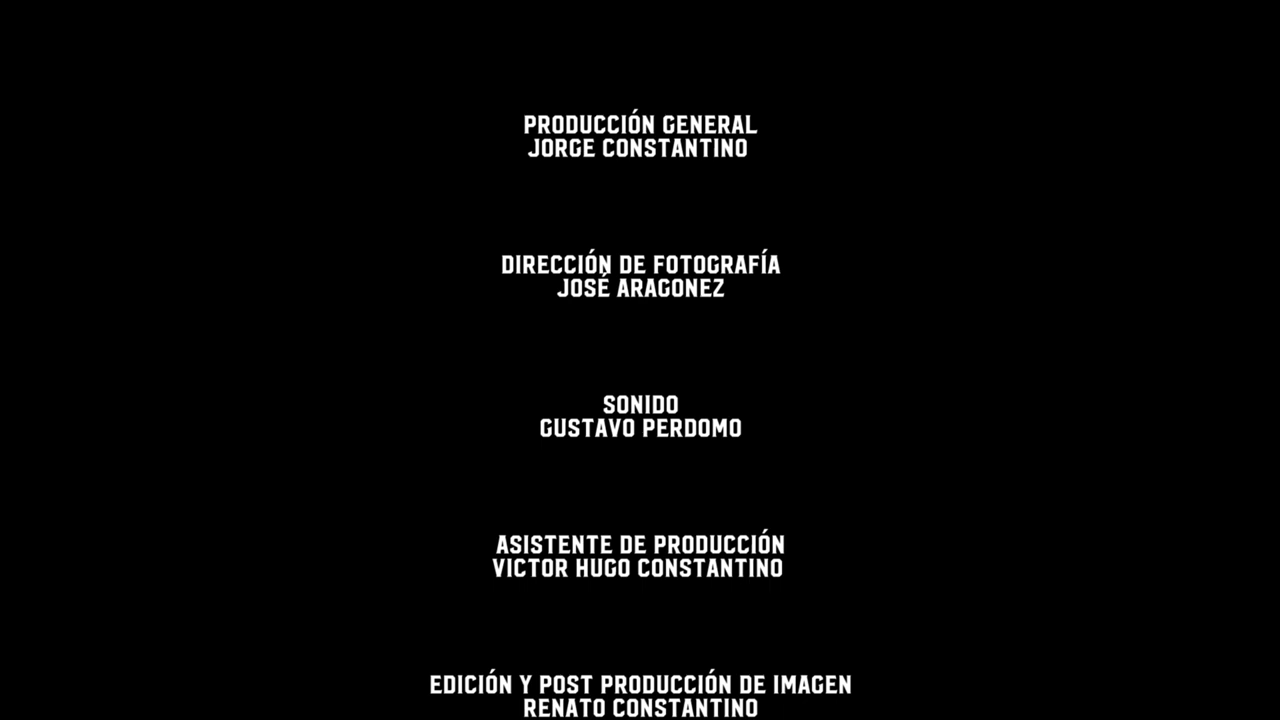 PRODUCCIÓN GENERAL
JORGE CONSTANTINO
DIRECCIÓN DE FOTOGRAFÍA
JOSÉ ARAGONEZ
SONIDO
GUSTAVO PERDOMO
ASISTENTE DE PRODUCCIÓN
VICTOR HUGO CONSTANTINO
EDICIÓN Y POST PRODUCCIÓN DE IMAGEN
RENATO CONSTANTINO